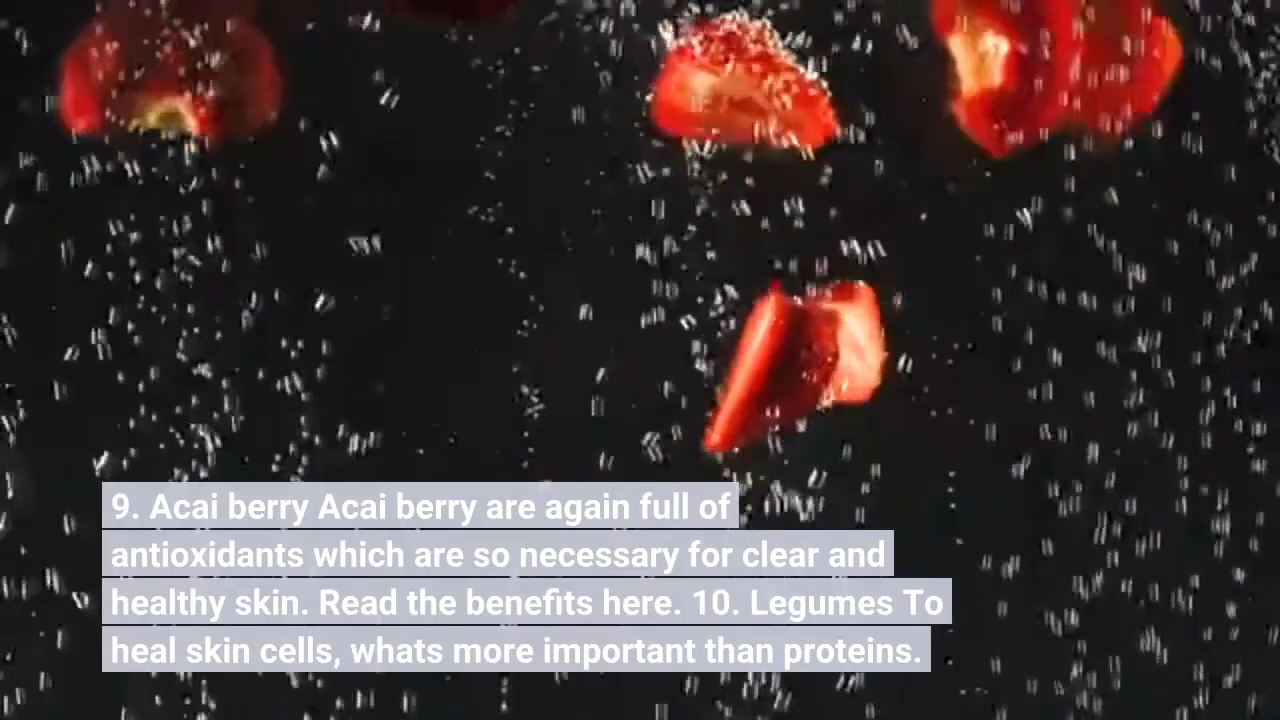 9. Acai berry Acai berry are again full of
antioxidants which are so necessary for clear and
healthy skin. Read the benefits here. 10. Legumes To
heal skin cells, whats more important than proteins.